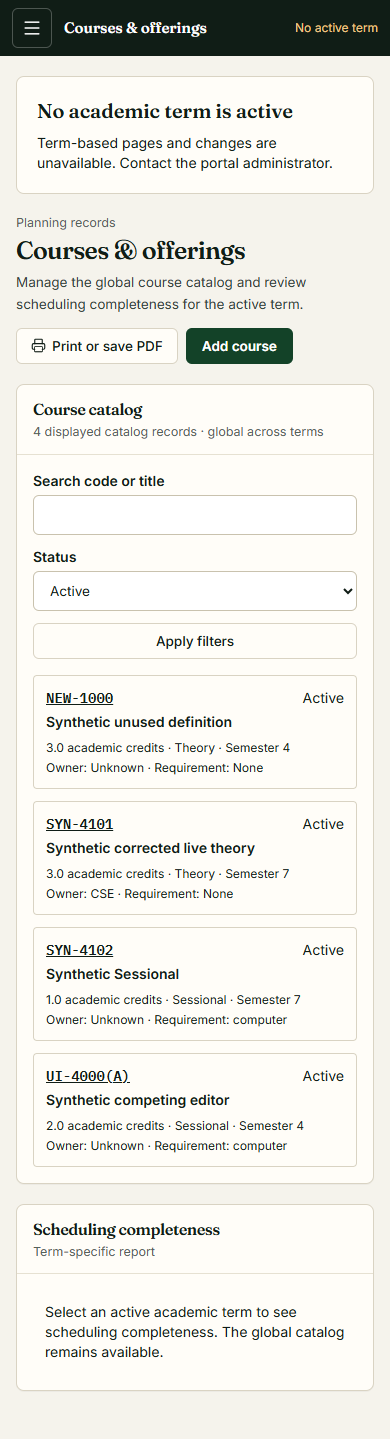 Courses & offerings
No active term
No academic term is active
Term-based pages and changes are
unavailable. Contact the portal administrator.
Planning records
Courses & offerings
Manage the global course catalog and review
scheduling completeness for the active term.
Print or save PDF
Add course
Course catalog
4 displayed catalog records · global across terms
Search code or title
Status
Active
Apply filters
NEW-1000
Active
Synthetic unused definition
3.0 academic credits · Theory · Semester 4
Owner: Unknown · Requirement: None
SYN-4101
Active
Synthetic corrected live theory
3.0 academic credits · Theory · Semester 7
Owner: CSE · Requirement: None
SYN-4102
Active
Synthetic Sessional
1.0 academic credits · Sessional · Semester 7
Owner: Unknown · Requirement: computer
UI-4000(A)
Active
Synthetic competing editor
2.0 academic credits · Sessional · Semester 4
Owner: Unknown · Requirement: computer
Scheduling completeness
Term-specific report
Select an active academic term to see
scheduling completeness. The global catalog
remains available.